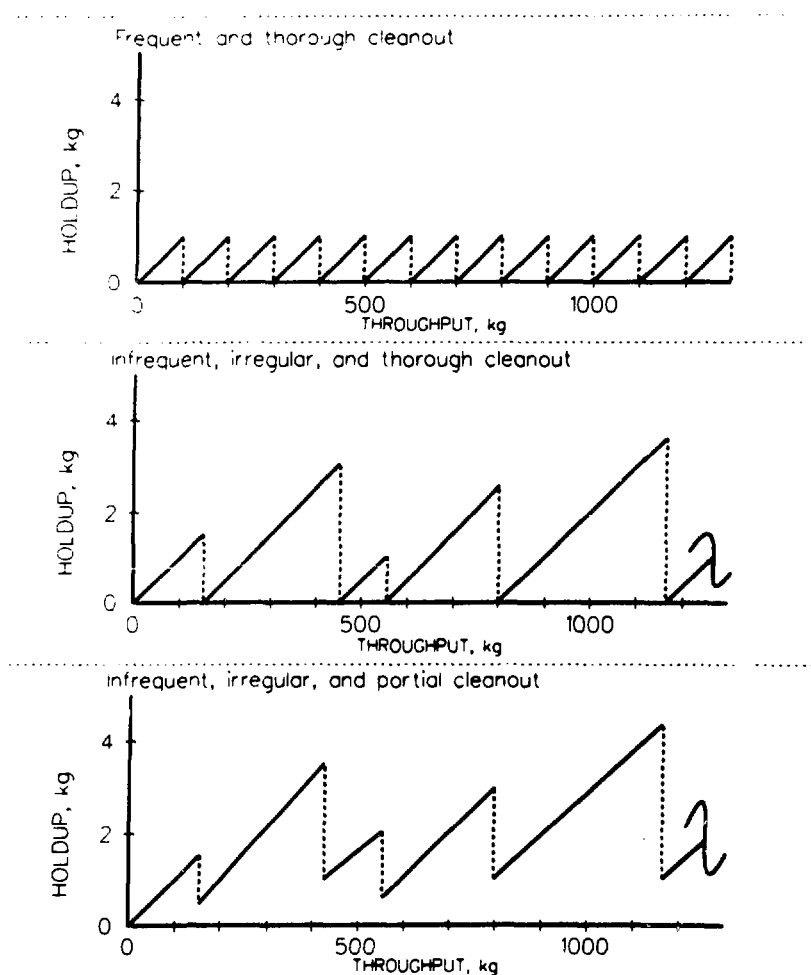 Frequent and thorough cleanout
4
2
0
HOLDUP, kg
0 500 1000
THROUGHPUT, kg
Infrequent, irregular, and thorough cleanout
4
2
0
HOLDUP, kg
0 500 1000
THROUGHPUT, kg
Infrequent, irregular, and partial cleanout
4
2
0
HOLDUP, kg
0 500 1000
THROUGHPUT, kg